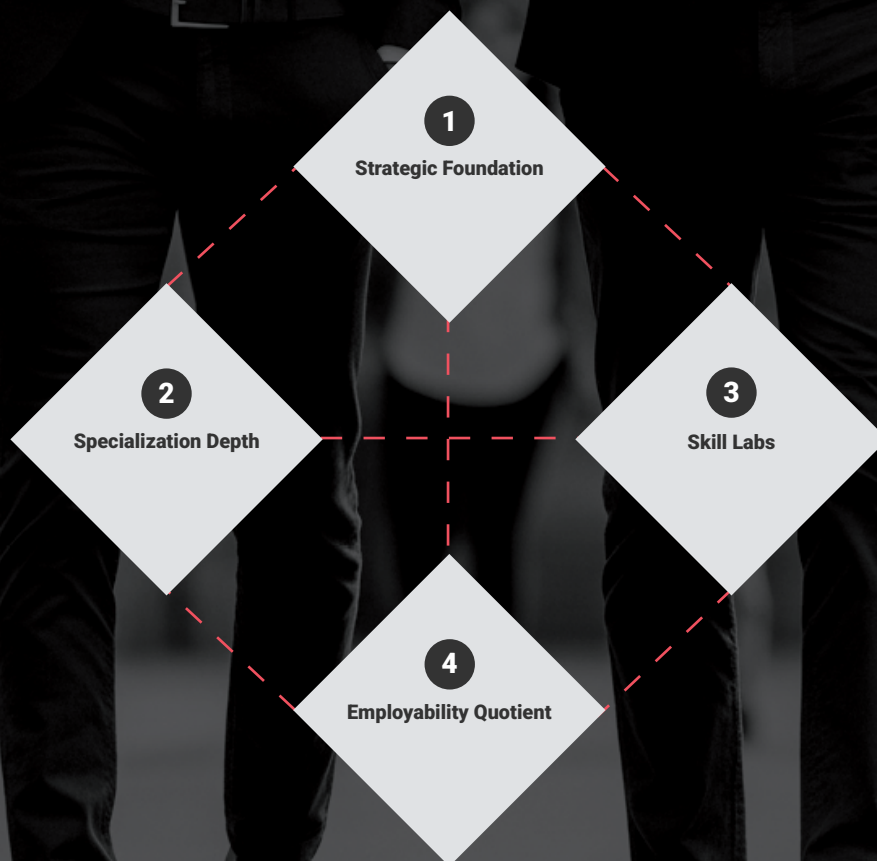 1
Strategic Foundation
2
Specialization Depth
3
Skill Labs
4
Employability Quotient